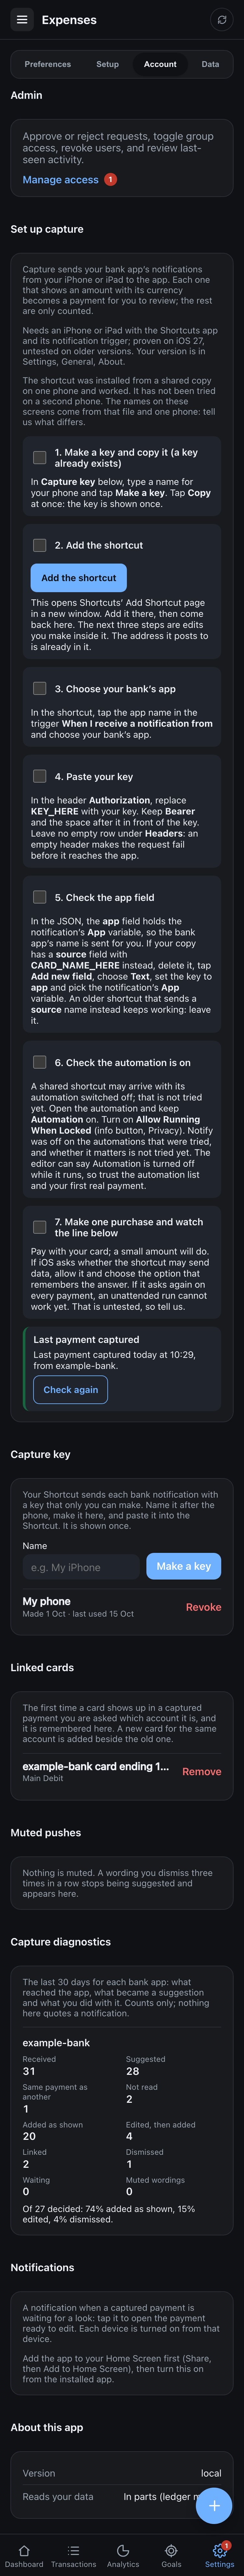 Expenses
Preferences
Setup
Account
Data
Admin
Approve or reject requests, toggle group
access, revoke users, and review last-
seen activity.
Manage access 1
Set up capture
Capture sends your bank app's notifications
from your iPhone or iPad to the app. Each one
that shows an amount with its currency
becomes a payment for you to review; the rest
are only counted.
Needs an iPhone or iPad with the Shortcuts app
and its notification trigger; proven on iOS 27,
untested on older versions. Your version is in
Settings, General, About.
The shortcut was installed from a shared copy
on one phone and worked. It has not been tried
on a second phone. The names on these
screens come from that file and one phone: tell
us what differs.
1. Make a key and copy it (a key
already exists)
In Capture key below, type a name for
your phone and tap Make a key. Tap Copy
at once: the key is shown once.
2. Add the shortcut
Add the shortcut
This opens Shortcuts' Add Shortcut page
in a new window. Add it there, then come
back here. The next three steps are edits
you make inside it. The address it posts to
is already in it.
3. Choose your bank's app
In the shortcut, tap the app name in the
trigger When I receive a notification from
and choose your bank's app.
4. Paste your key
In the header Authorization, replace
KEY_HERE with your key. Keep Bearer
and the space after it in front of the key.
Leave no empty row under Headers: an
empty header makes the request fail
before it reaches the app.
5. Check the app field
In the JSON, the app field holds the
notification's App variable, so the bank
app's name is sent for you. If your copy
has a source field with
CARD_NAME_HERE instead, delete it, tap
Add new field, choose Text, set the key to
app and pick the notification's App
variable. An older shortcut that sends a
source name instead keeps working: leave
it.
6. Check the automation is on
A shared shortcut may arrive with its
automation switched off; that is not tried
yet. Open the automation and keep
Automation on. Turn on Allow Running
When Locked (info button, Privacy). Notify
was off on the automations that were tried,
and whether it matters is not tried yet. The
editor can say Automation is turned off
while it runs, so trust the automation list
and your first real payment.
7. Make one purchase and watch
the line below
Pay with your card; a small amount will do.
If iOS asks whether the shortcut may send
data, allow it and choose the option that
remembers the answer. If it asks again on
every payment, an unattended run cannot
work yet. That is untested, so tell us.
Last payment captured
Last payment captured today at 10:29,
from example-bank.
Check again
Capture key
Your Shortcut sends each bank notification with
a key that only you can make. Name it after the
phone, make it here, and paste it into the
Shortcut. It is shown once.
Name
e.g. My iPhone
Make a key
My phone
Made 1 Oct · last used 15 Oct
Revoke
Linked cards
The first time a card shows up in a captured
payment you are asked which account it is, and
it is remembered here. A new card for the same
account is added beside the old one.
example-bank card ending 1...
Main Debit
Remove
Muted pushes
Nothing is muted. A wording you dismiss three
times in a row stops being suggested and
appears here.
Capture diagnostics
The last 30 days for each bank app: what
reached the app, what became a suggestion
and what you did with it. Counts only; nothing
here quotes a notification.
example-bank
Received
31
Suggested
28
Same payment as
another
1
Not read
2
Added as shown
20
Edited, then added
4
Linked
2
Dismissed
1
Waiting
0
Muted wordings
0
Of 27 decided: 74% added as shown, 15%
edited, 4% dismissed.
Notifications
A notification when a captured payment is
waiting for a look: tap it to open the payment
ready to edit. Each device is turned on from that
device.
Add the app to your Home Screen first (Share,
then Add to Home Screen), then turn this on
from the installed app.
About this app
Version
local
Reads your data
In parts (ledger
Dashboard
Transactions
Analytics
Goals
Settings
1